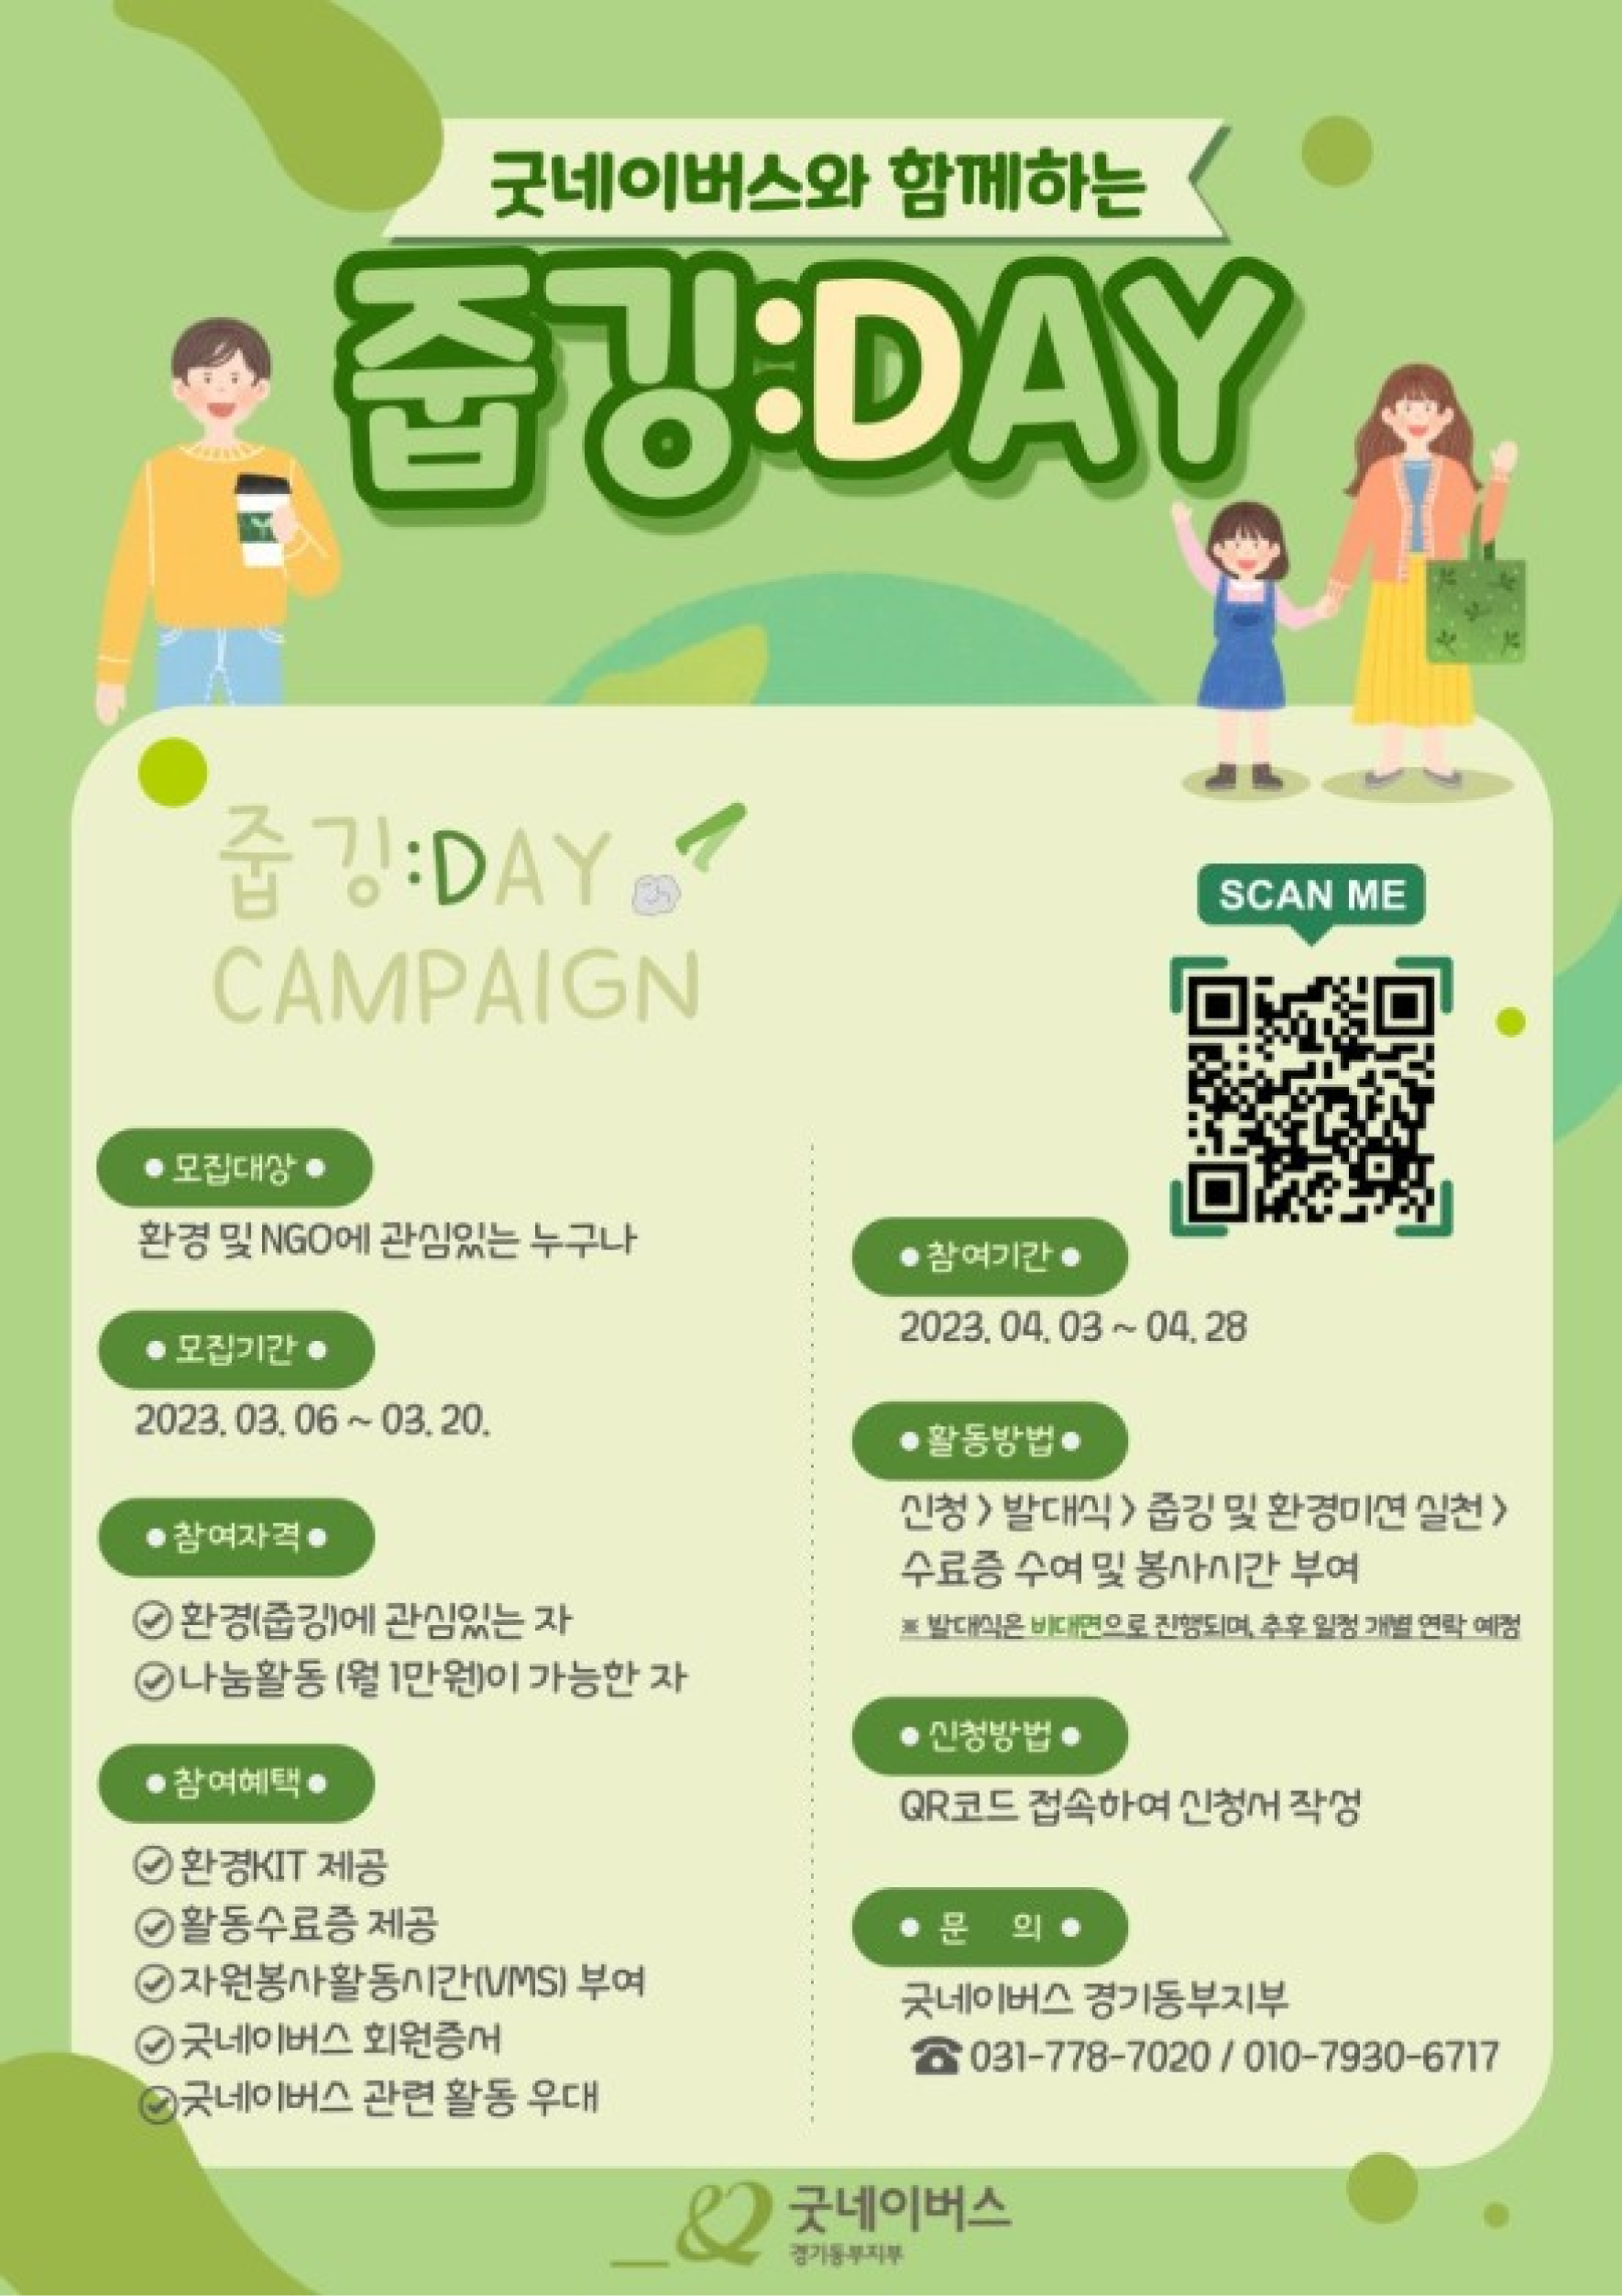 굿네이버스와 함께하는
줍깅:DAY
줍깅:DAY
CAMPAIGN
SCAN ME
모집대상
환경 및 NGO에 관심있는 누구나
모집기간
2023. 03. 06 ~ 03. 20.
참여자격
환경(줍깅)에 관심있는 자
나눔활동 (월 1만원)이 가능한 자
참여혜택
환경KIT 제공
활동수료증 제공
자원봉사활동시간(VMS) 부여
굿네이버스 회원증서
굿네이버스 관련 활동 우대
참여기간
2023. 04. 03 ~ 04. 28
활동방법
신청 > 발대식 > 줍깅 및 환경미션 실천 >
수료증 수여 및 봉사시간 부여
※ 발대식은 비대면으로 진행되며, 추후 일정 개별 연락 예정
신청방법
QR코드 접속하여 신청서 작성
문 의
굿네이버스 경기동부지부
☎ 031-778-7020 / 010-7930-6717
굿네이버스
경기동부지부